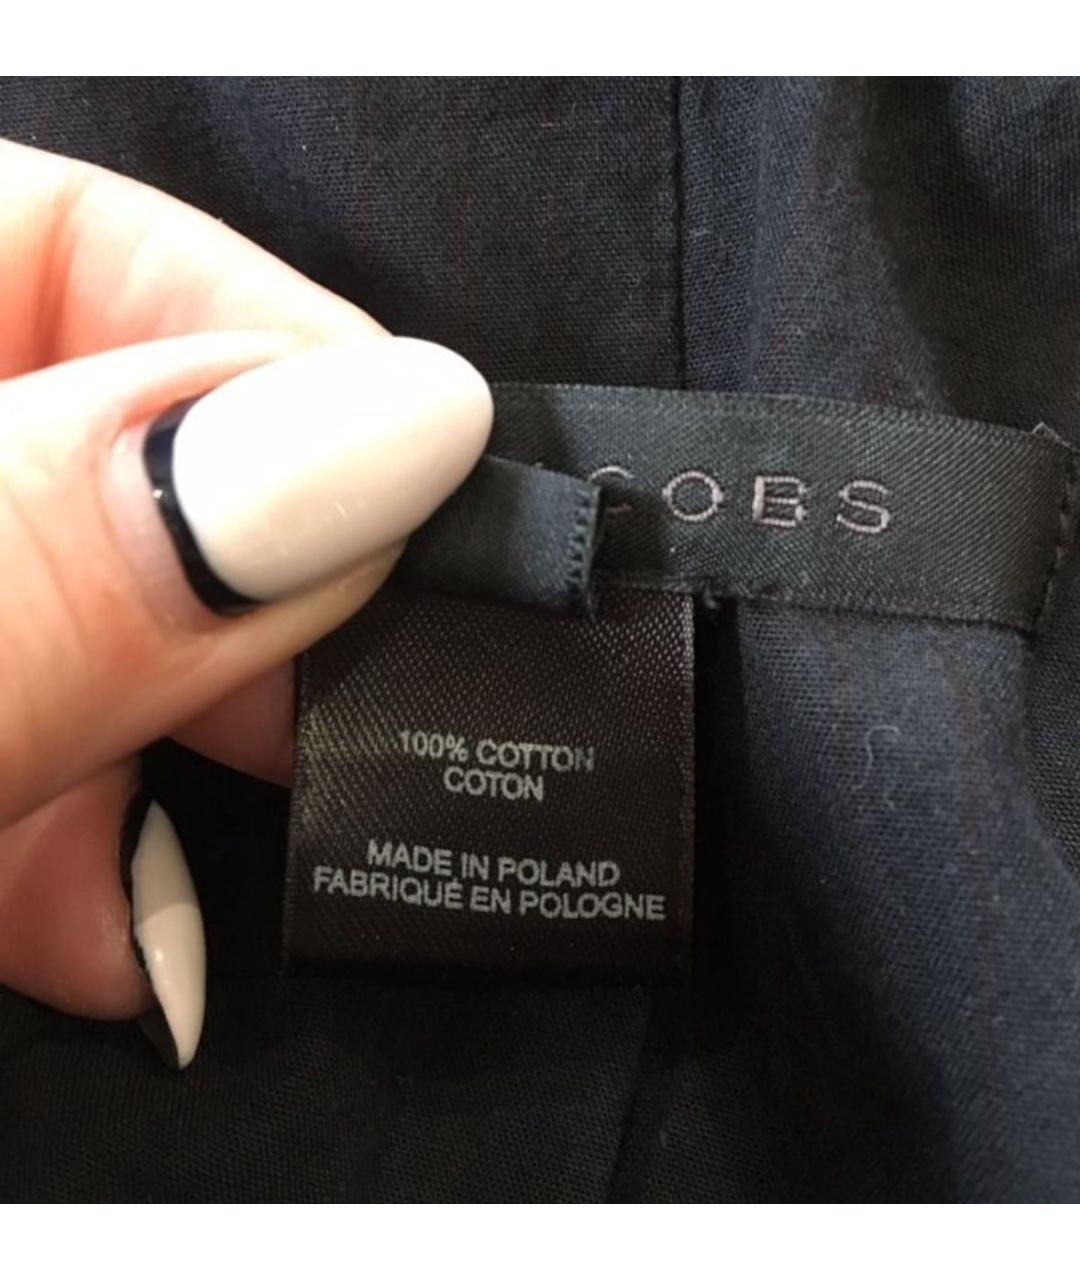 COBS
100% COTTON
COTON
MADE IN POLAND
FABRIQUÉ EN POLOGNE